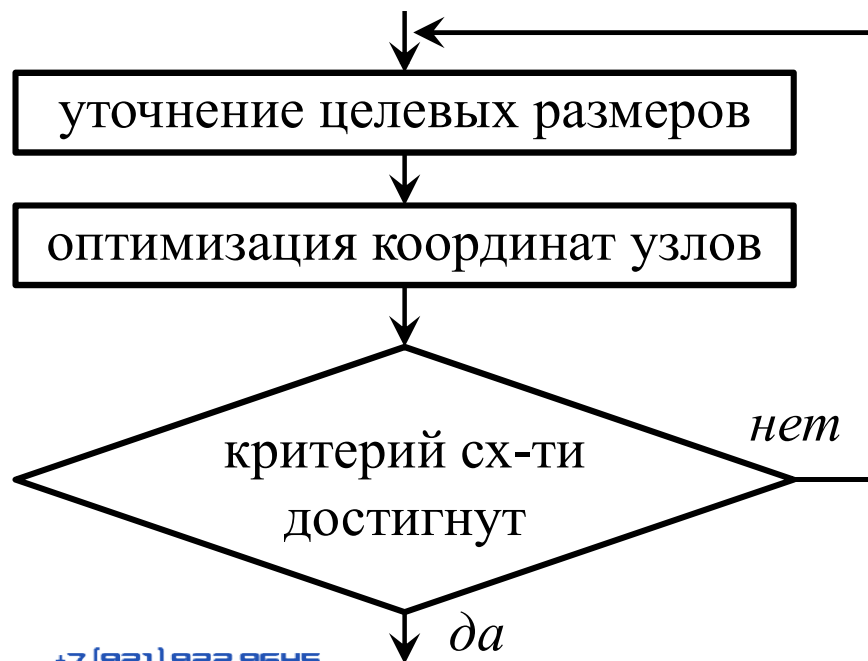 уточнение целевых размеров
оптимизация координат узлов
критерий сх-ти
достигнут
нет
да